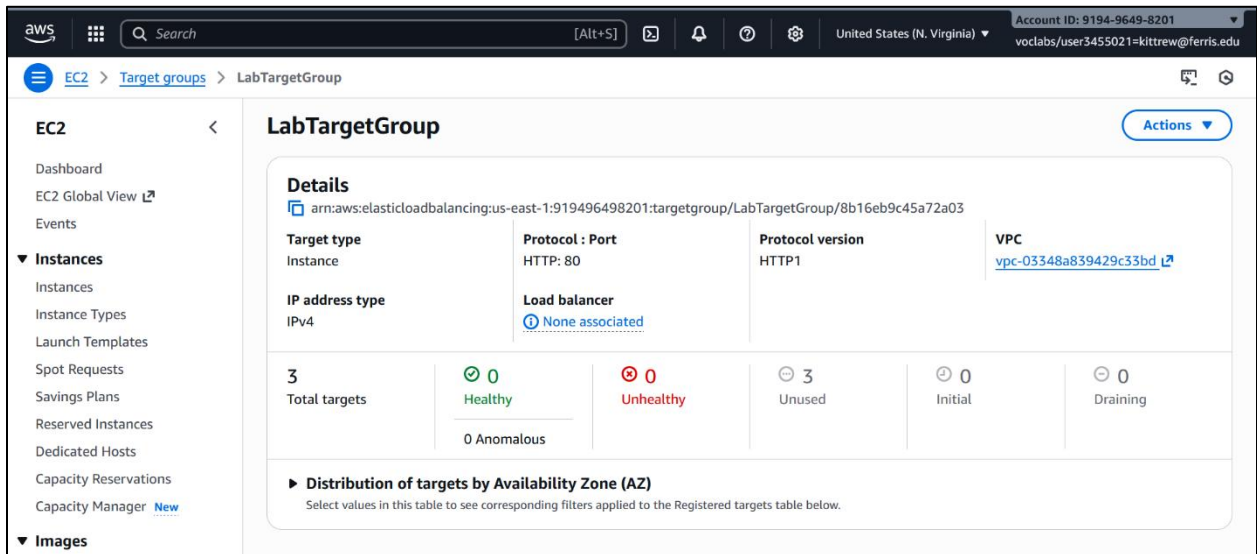 aws
Search
[Alt+S]
United States (N. Virginia)
Account ID: 9194-9649-8201
voclabs/user3455021=kittrew@ferris.edu
EC2 > Target groups > LabTargetGroup
EC2
Dashboard
EC2 Global View
Events
Instances
Instances
Instance Types
Launch Templates
Spot Requests
Savings Plans
Reserved Instances
Dedicated Hosts
Capacity Reservations
Capacity Manager New
Images
LabTargetGroup
Actions
Details
arn:aws:elasticloadbalancing:us-east-1:919496498201:targetgroup/LabTargetGroup/8b16eb9c45a72a03
Target type
Instance
Protocol : Port
HTTP: 80
Protocol version
HTTP1
VPC
vpc-03348a839429c33bd
IP address type
IPv4
Load balancer
None associated
3
Total targets
0
Healthy
0 Anomalous
0
Unhealthy
3
Unused
0
Initial
0
Draining
Distribution of targets by Availability Zone (AZ)
Select values in this table to see corresponding filters applied to the Registered targets table below.